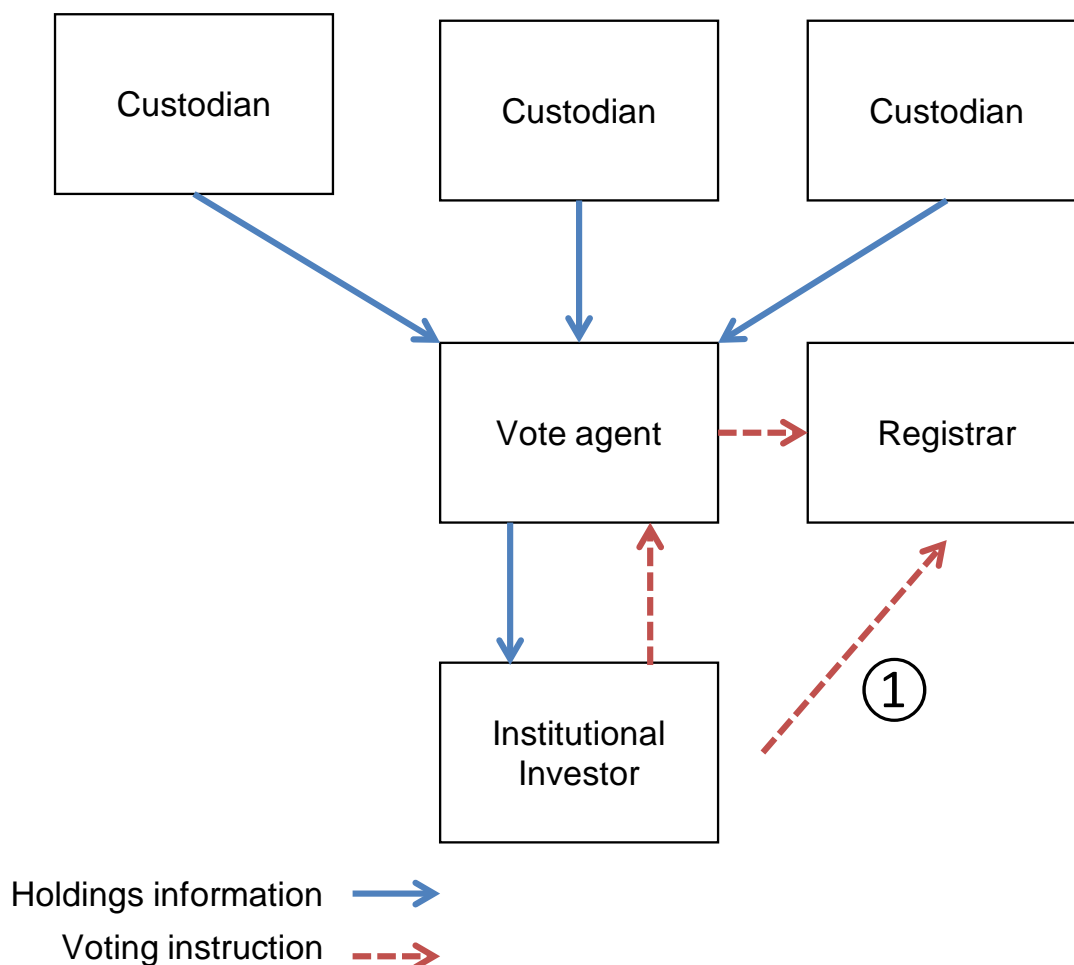 Custodian
Custodian
Custodian
Vote agent
Registrar
①
Institutional
Investor
Holdings information
Voting instruction